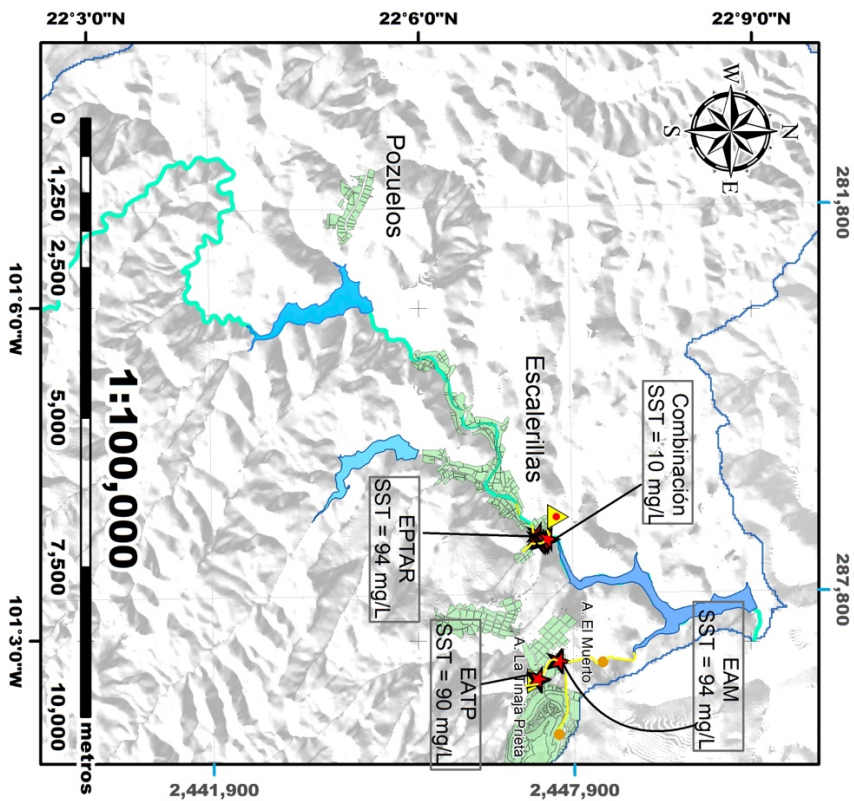 22°3'0"N
22°6'0"N
22°9'0"N
W
S
N
E
281,800
287,800
0
1,250
2,500
5,000
7,500
10,000
metros
1:100,000
101°6'0"W
101°3'0"W
2,441,900
2,447,900
Pozuelos
Escalerillas
Combinación
SST = 10 mg/L
EPTAR
SST = 94 mg/L
A. El Muerto
A. La Tinaja Prieta
EAM
SST = 94 mg/L
EATP
SST = 90 mg/L